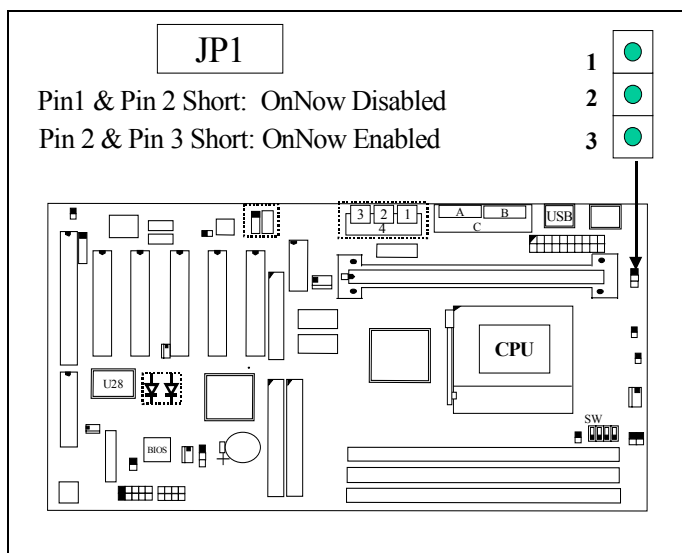 JP1
1
Pin1 & Pin 2 Short: OnNow Disabled
2
Pin 2 & Pin 3 Short: OnNow Enabled
3
3 2 1
4
A B
C
USB
CPU
U28
SW
BIOS